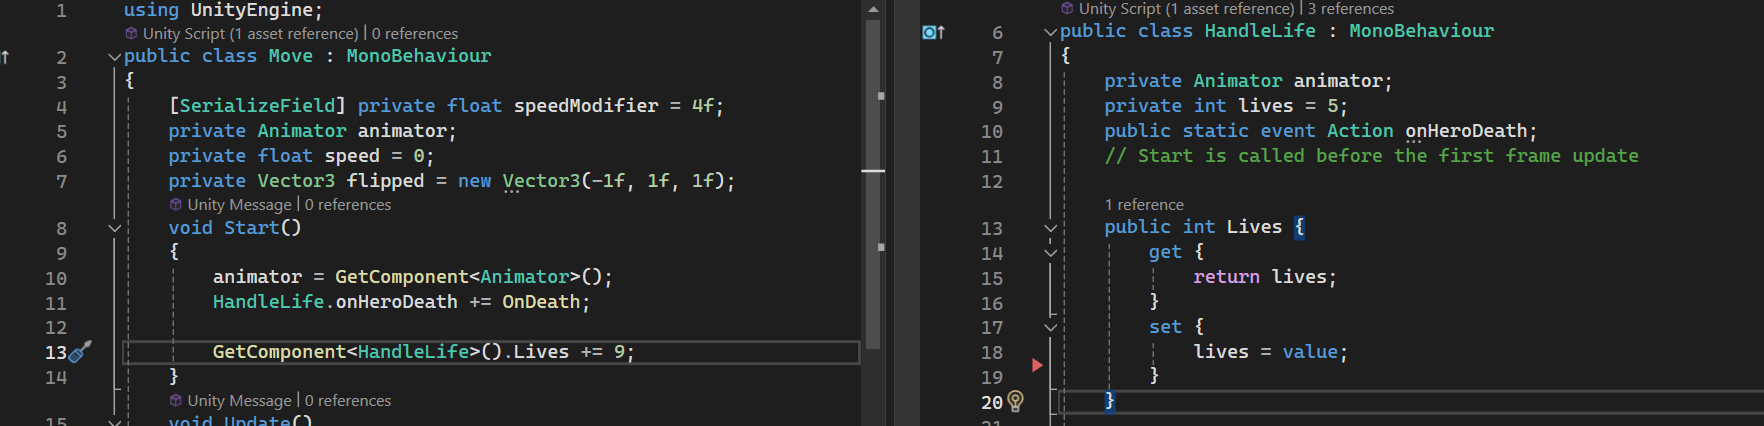 1 using UnityEngine;
Unity Script (1 asset reference) | 0 references
2 public class Move : MonoBehaviour
3 {
4 [SerializeField] private float speedModifier = 4f;
5 private Animator animator;
6 private float speed = 0;
7 private Vector3 flipped = new Vector3(-1f, 1f, 1f);
Unity Message | 0 references
8 void Start()
9 {
10 animator = GetComponent<Animator>();
11 HandleLife.onHeroDeath += OnDeath;
12
13 GetComponent<HandleLife>().Lives += 9;
14 }
Unity Message | 0 references
15 void Update()
Unity Script (1 asset reference) | 3 references
6 public class HandleLife : MonoBehaviour
7 {
8 private Animator animator;
9 private int lives = 5;
10 public static event Action onHeroDeath;
11 // Start is called before the first frame update
12
1 reference
13 public int Lives {
14 get {
15 return lives;
16 }
17 set {
18 lives = value;
19 }
20 }
21